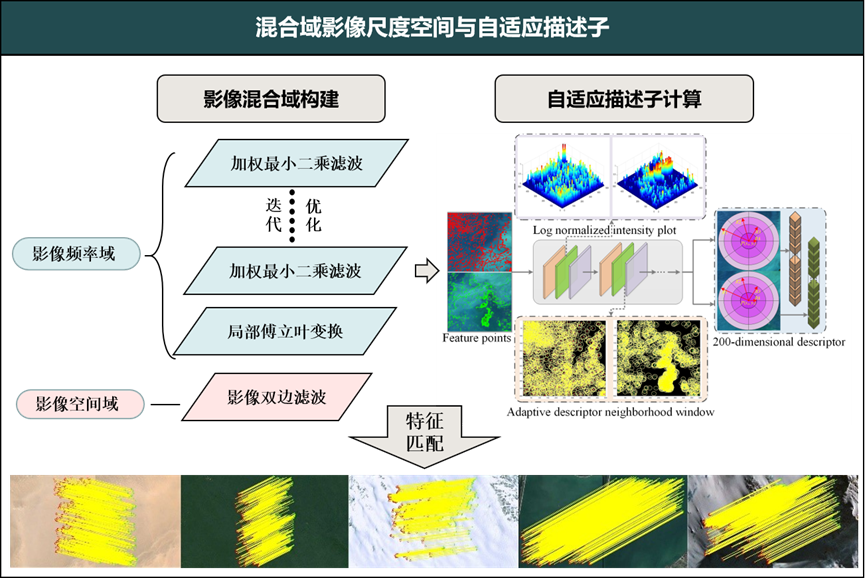 混合域影像尺度空间与自适应描述子
影像混合域构建
自适应描述子计算
加权最小二乘滤波
迭代
优化
影像频率域
加权最小二乘滤波
局部傅立叶变换
影像空间域
影像双边滤波
Log normalized intensity plot
Feature points
200-dimensional descriptor
Adaptive descriptor neighborhood window
特征
匹配